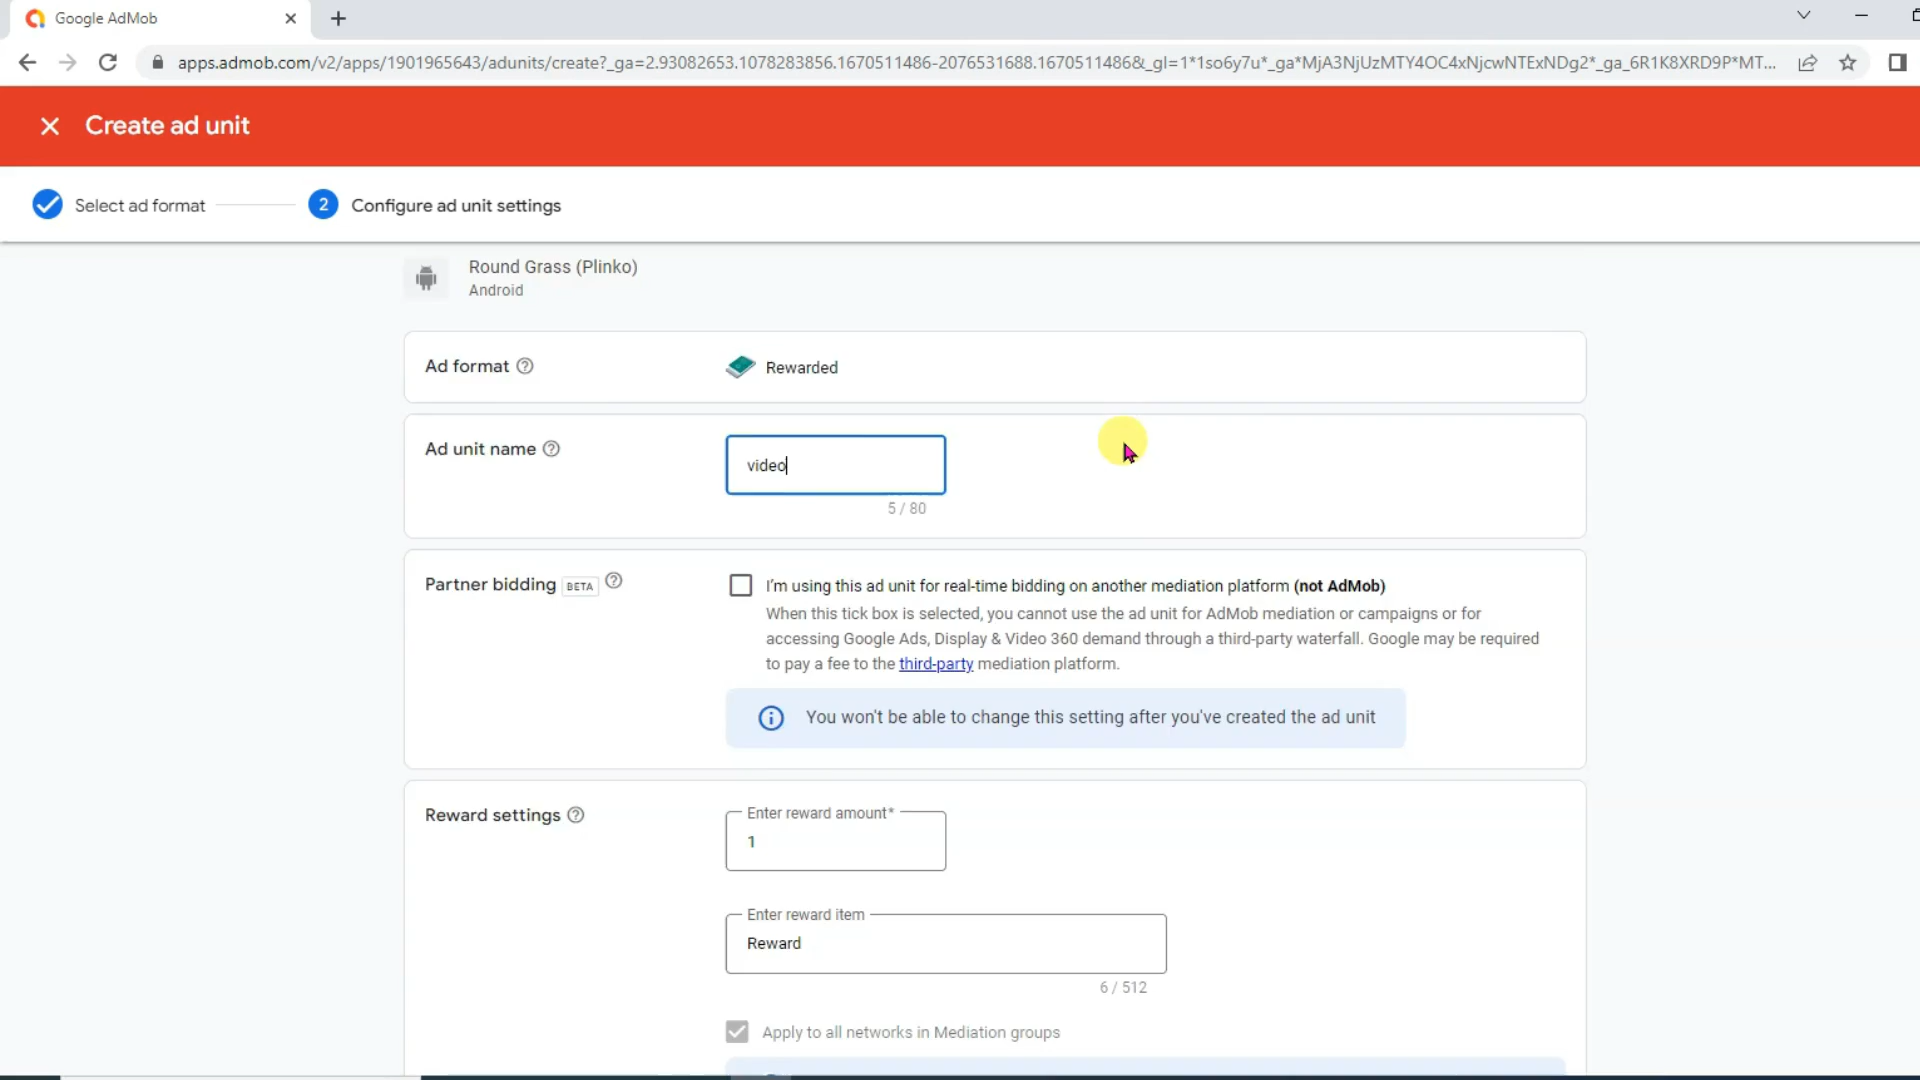 Google AdMob
apps.admob.com/v2/apps/1901965643/adunits/create?_ga=2.93082653.1078283856.1670511486-2076531688.1670511486&_gl=1*1so6y7u*_ga*MjA3NjUzMTY4OC4xNjcwNTExNDg2*_ga_6R1K8XRD9P*MT...
Create ad unit
Select ad format
2
Configure ad unit settings
Round Grass (Plinko)
Android
Ad format
Rewarded
Ad unit name
video
5 / 80
Partner bidding BETA
I'm using this ad unit for real-time bidding on another mediation platform (not AdMob)
When this tick box is selected, you cannot use the ad unit for AdMob mediation or campaigns or for
accessing Google Ads, Display & Video 360 demand through a third-party waterfall. Google may be required
to pay a fee to the third-party mediation platform.
You won't be able to change this setting after you've created the ad unit
Reward settings
Enter reward amount*
1
Enter reward item
Reward
6 / 512
Apply to all networks in Mediation groups